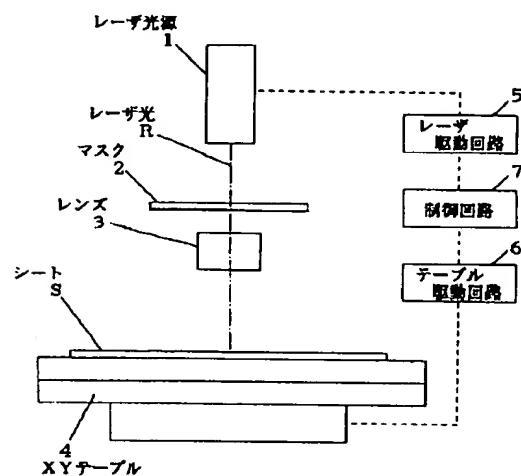 レーザ光源
1
レーザ光
R
マスク
2
レンズ
3
シート
S
4
XYテーブル
5
レーザ
駆動回路
7
制御回路
6
テーブル
駆動回路